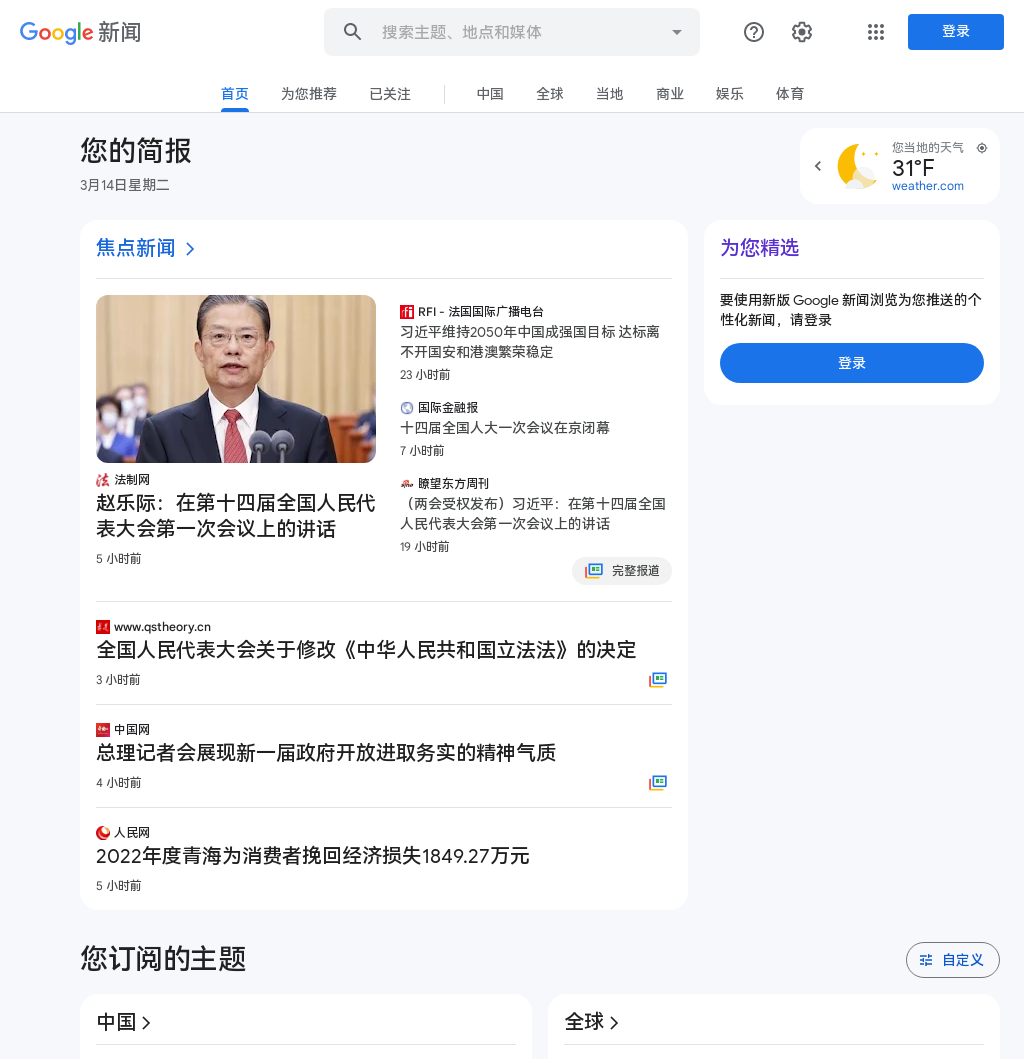 Google 新闻
搜索主题、地点和媒体
登录
首页
为您推荐
已关注
中国
全球
当地
商业
娱乐
体育
您的简报
3月14日星期二
您当地的天气
31°F
weather.com
焦点新闻
法制网
赵乐际：在第十四届全国人民代
表大会第一次会议上的讲话
5 小时前
RFI - 法国国际广播电台
习近平维持2050年中国成强国目标 达标离
不开国安和港澳繁荣稳定
23 小时前
国际金融报
十四届全国人大一次会议在京闭幕
7 小时前
瞭望东方周刊
（两会受权发布）习近平：在第十四届全国
人民代表大会第一次会议上的讲话
19 小时前
完整报道
www.qstheory.cn
全国人民代表大会关于修改《中华人民共和国立法法》的决定
3 小时前
中国网
总理记者会展现新一届政府开放进取务实的精神气质
4 小时前
人民网
2022年度青海为消费者挽回经济损失1849.27万元
5 小时前
为您精选
要使用新版 Google 新闻浏览为您推送的个
性化新闻，请登录
登录
您订阅的主题
自定义
中国
全球